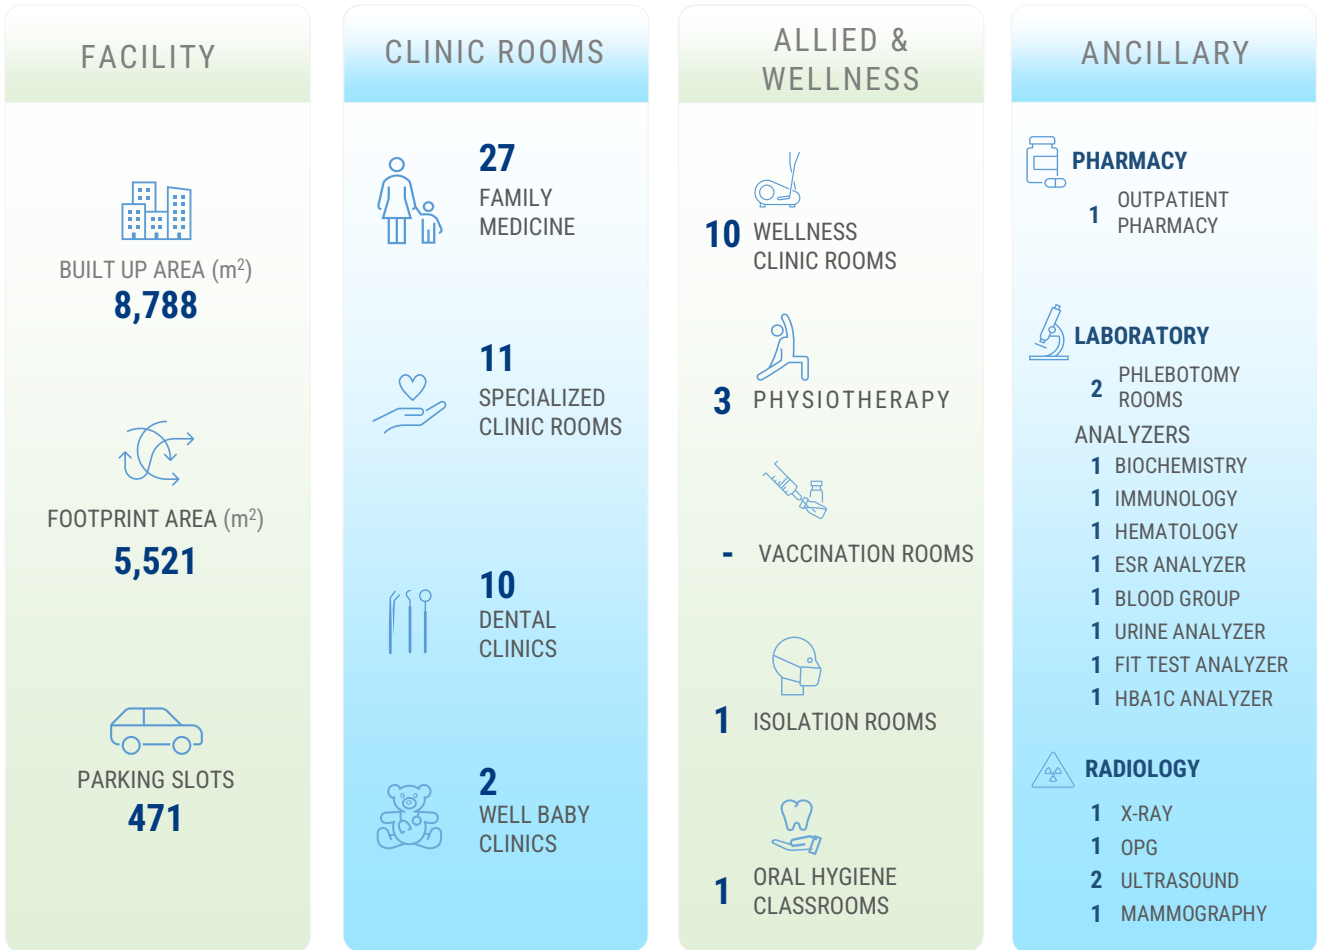 FACILITY
BUILT UP AREA (m²)
8,788
FOOTPRINT AREA (m²)
5,521
PARKING SLOTS
471
CLINIC ROOMS
27
FAMILY
MEDICINE
11
SPECIALIZED
CLINIC ROOMS
10
DENTAL
CLINICS
2
WELL BABY
CLINICS
ALLIED &
WELLNESS
10 WELLNESS
CLINIC ROOMS
3 PHYSIOTHERAPY
- VACCINATION ROOMS
1 ISOLATION ROOMS
1 ORAL HYGIENE
CLASSROOMS
ANCILLARY
PHARMACY
1 OUTPATIENT
PHARMACY
LABORATORY
2 PHLEBOTOMY
ROOMS
ANALYZERS
1 BIOCHEMISTRY
1 IMMUNOLOGY
1 HEMATOLOGY
1 ESR ANALYZER
1 BLOOD GROUP
1 URINE ANALYZER
1 FIT TEST ANALYZER
1 HBA1C ANALYZER
RADIOLOGY
1 X-RAY
1 OPG
2 ULTRASOUND
1 MAMMOGRAPHY